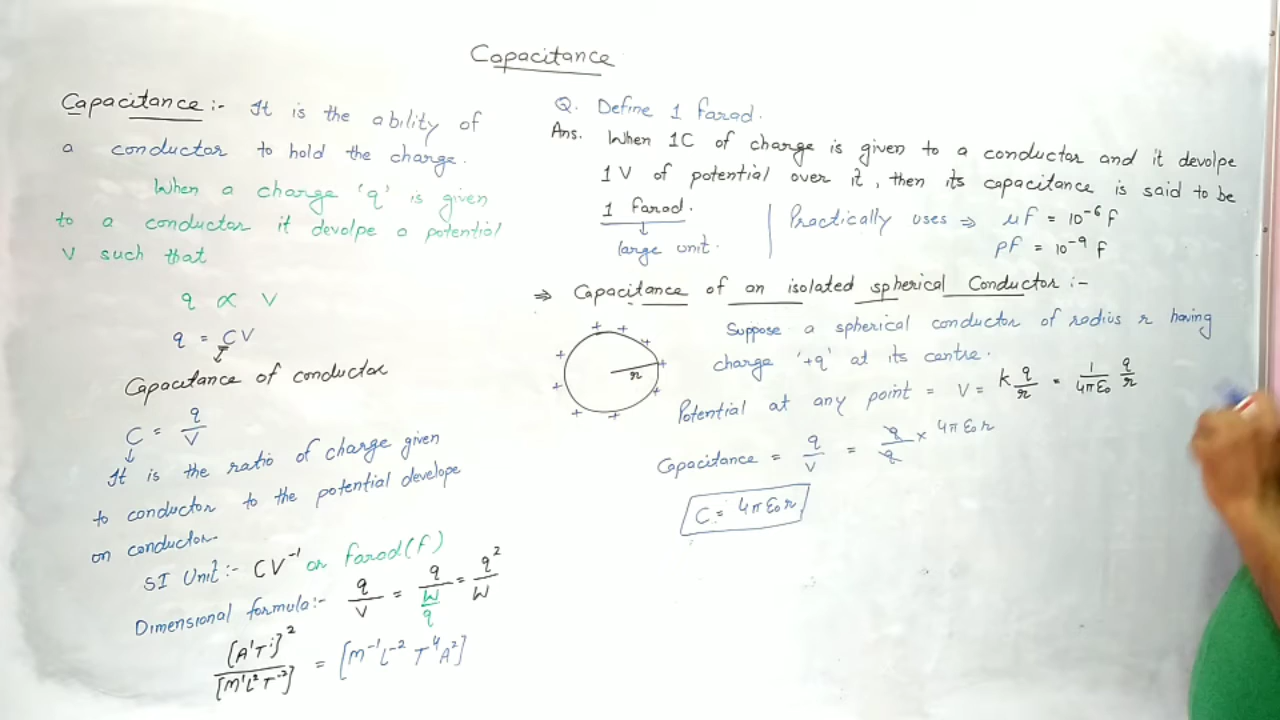 Capacitance
Capacitance :- It is the ability of
a conductor to hold the charge.
When a charge 'q' is given
to a conductor it devolpe a potential
V such that
q ∝ V
q = CV
↓
Capacitance of conductor
C = q/V
↓
It is the ratio of charge given
to conductor to the potential develope
on conductor.
SI Unit :- CV⁻¹ or farad (f)
Dimensional formula :- q/V = q/(W/q) = q²/W
[A¹T¹]²/[M¹L²T⁻²] = [M⁻¹L⁻²T⁴A²]
Q. Define 1 farad.
Ans. When 1C of charge is given to a conductor and it devolpe
1V of potential over it, then its capacitance is said to be
1 farad.
↓
large unit.
Practically uses ⇒ μf = 10⁻⁶ f
pf = 10⁻⁹ f
⇒ Capacitance of an isolated spherical Conductor :-
+ + + + + + + + +
r
Suppose a spherical conductor of radius r having
charge '+q' at its centre.
Potential at any point = V = K q/r = 1/4πε₀ q/r
Capacitance = q/V = q/q × 4πε₀r
C = 4πε₀r